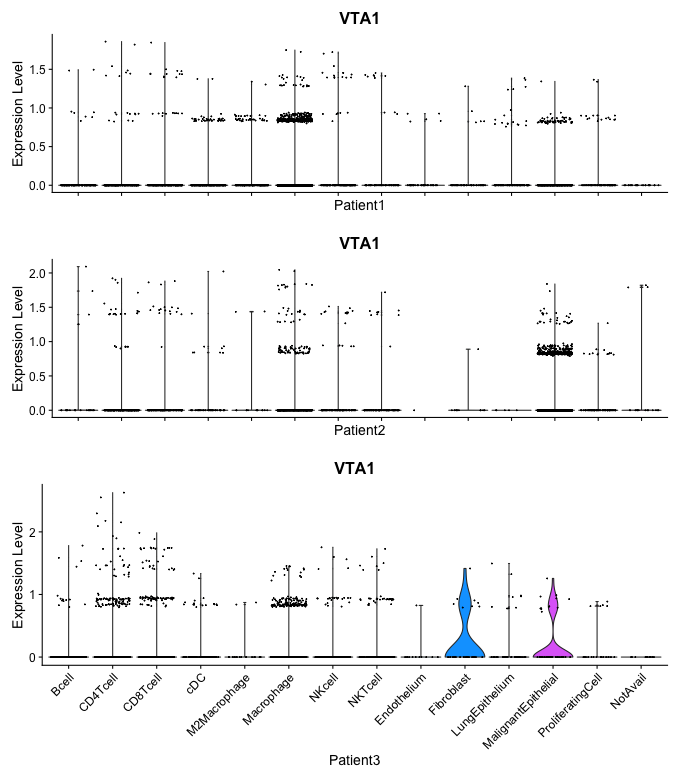 VTA1
Expression Level
1.5
1.0
0.5
0.0
Patient1
VTA1
Expression Level
2.0
1.5
1.0
0.5
0.0
Patient2
VTA1
Expression Level
2
1
0
Bcell
CD4Tcell
CD8Tcell
cDC
M2Macrophage
Macrophage
NKcell
NKTcell
Endothelium
Fibroblast
LungEpithelium
MalignantEpithelial
ProliferatingCell
NotAvail
Patient3